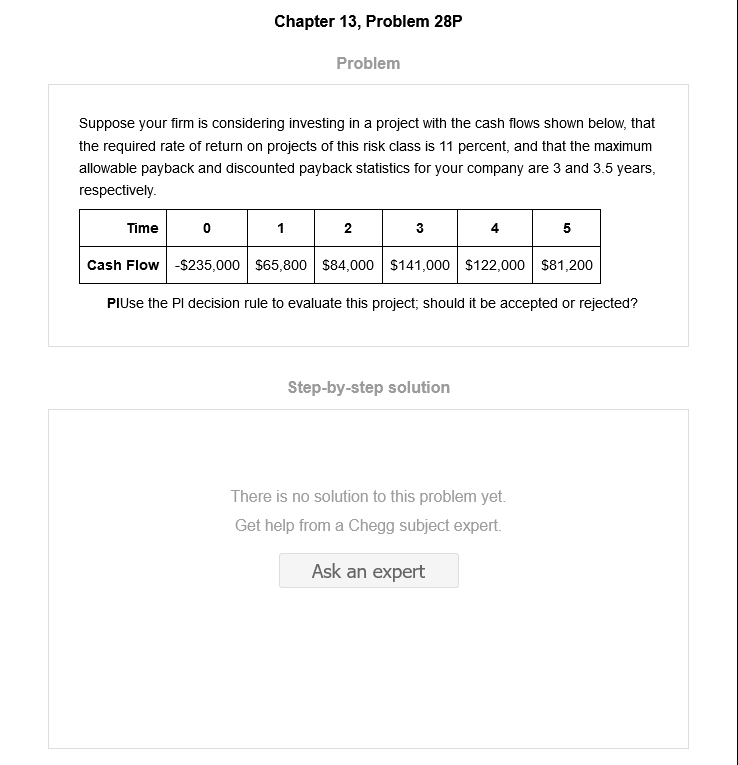 Chapter 13, Problem 28P
Problem
Suppose your firm is considering investing in a project with the cash flows shown below, that
the required rate of return on projects of this risk class is 11 percent, and that the maximum
allowable payback and discounted payback statistics for your company are 3 and 3.5 years,
respectively.
Time 0 1 2 3 4 5
Cash Flow -$235,000 $65,800 $84,000 $141,000 $122,000 $81,200
PIUse the PI decision rule to evaluate this project; should it be accepted or rejected?
Step-by-step solution
There is no solution to this problem yet.
Get help from a Chegg subject expert.
Ask an expert